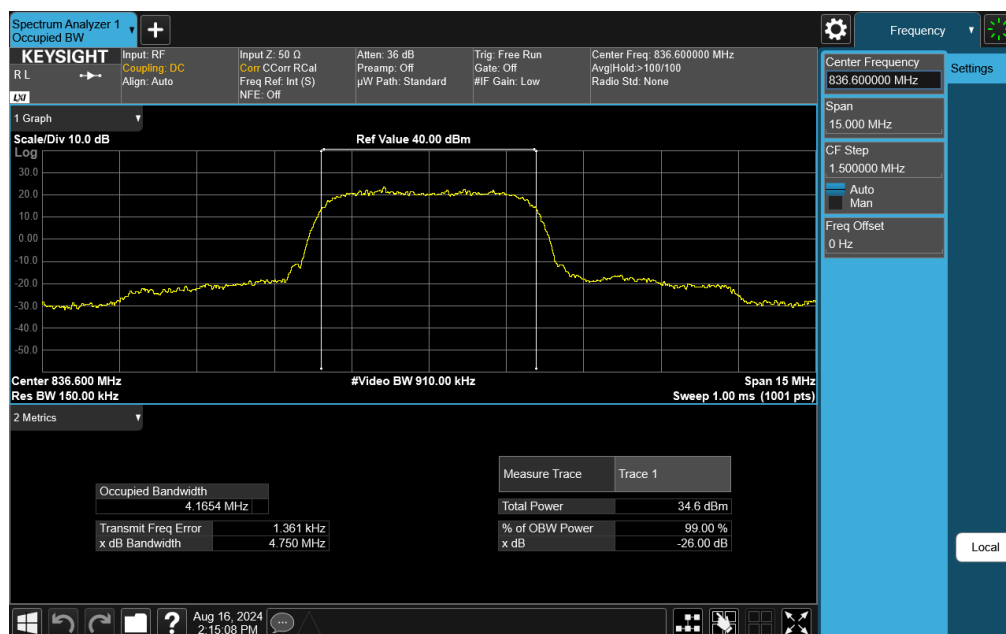 Spectrum Analyzer 1
Occupied BW
Frequency
KEYSIGHT
R L
LXI
Input: RF
Coupling: DC
Align: Auto
Input Z: 50 Ω
Corr CCorr RCal
Freq Ref: Int (S)
NFE: Off
Atten: 36 dB
Preamp: Off
µW Path: Standard
Trig: Free Run
Gate: Off
#IF Gain: Low
Center Freq: 836.600000 MHz
Avg|Hold:>100/100
Radio Std: None
Center Frequency
836.600000 MHz
Settings
Span
15.000 MHz
CF Step
1.500000 MHz
Auto
Man
Freq Offset
0 Hz
Local
1 Graph
Scale/Div 10.0 dB
Ref Value 40.00 dBm
Log
30.0
20.0
10.0
0.00
-10.0
-20.0
-30.0
-40.0
-50.0
Center 836.600 MHz
#Video BW 910.00 kHz
Span 15 MHz
Res BW 150.00 kHz
Sweep 1.00 ms (1001 pts)
2 Metrics
Occupied Bandwidth
4.1654 MHz
Transmit Freq Error 1.361 kHz
x dB Bandwidth 4.750 MHz
Measure Trace Trace 1
Total Power 34.6 dBm
% of OBW Power 99.00 %
x dB -26.00 dB
?
Aug 16, 2024
2:15:08 PM